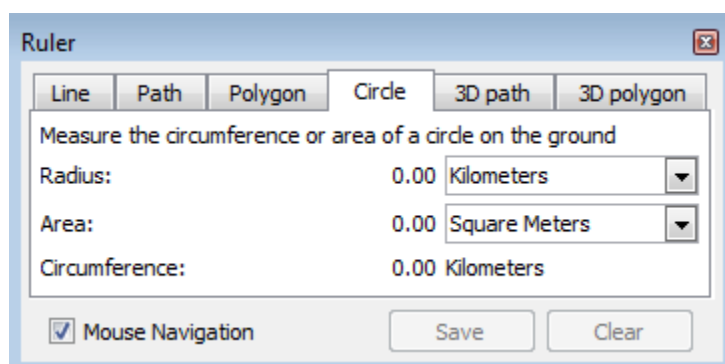 Ruler
Line Path Polygon Circle 3D path 3D polygon
Measure the circumference or area of a circle on the ground
Radius: 0.00 Kilometers
Area: 0.00 Square Meters
Circumference: 0.00 Kilometers
Mouse Navigation Save Clear